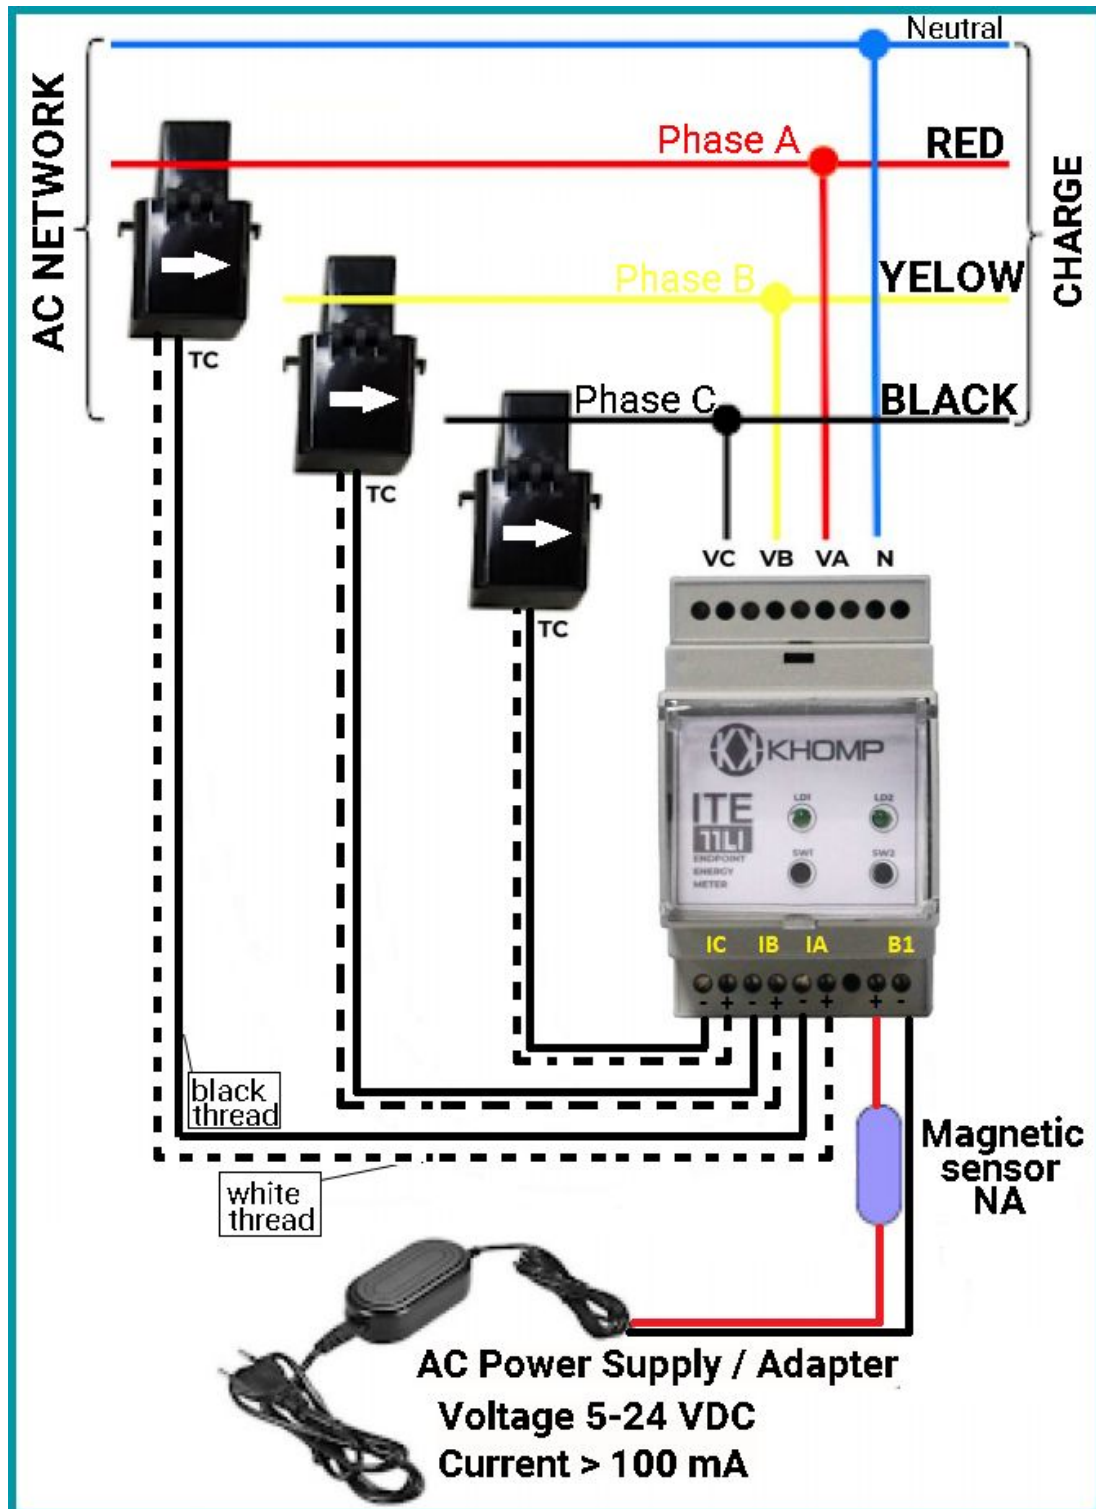 Neutral
AC NETWORK
Phase A
RED
CHARGE
Phase B
YELOW
TC
Phase C
BLACK
TC
VC VB VA N
TC
KHOMP
ITE
11LI
ENDPOINT
ENERGY
METER
LD1 LD2
SW1 SW2
IC IB IA B1
- + - + - + + -
black
thread
white
thread
Magnetic
sensor
NA
AC Power Supply / Adapter
Voltage 5-24 VDC
Current > 100 mA